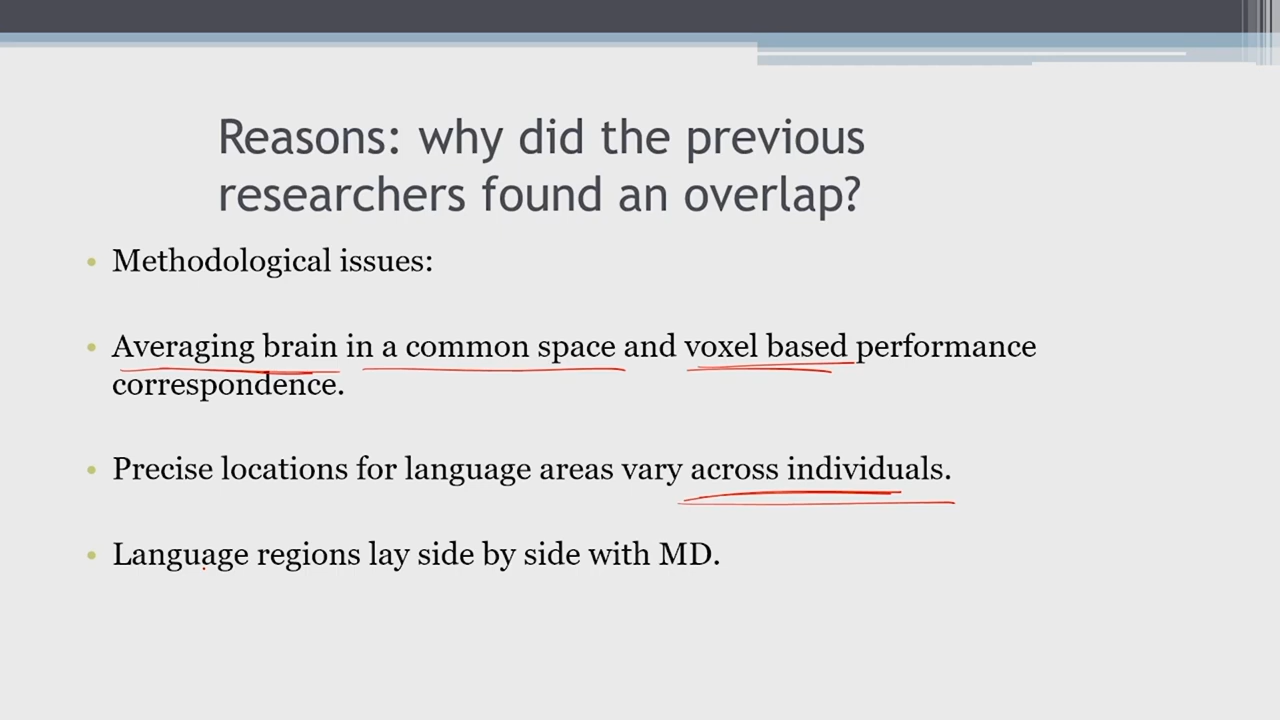 Reasons: why did the previous
researchers found an overlap?
• Methodological issues:
• Averaging brain in a common space and voxel based performance
correspondence.
• Precise locations for language areas vary across individuals.
• Language regions lay side by side with MD.